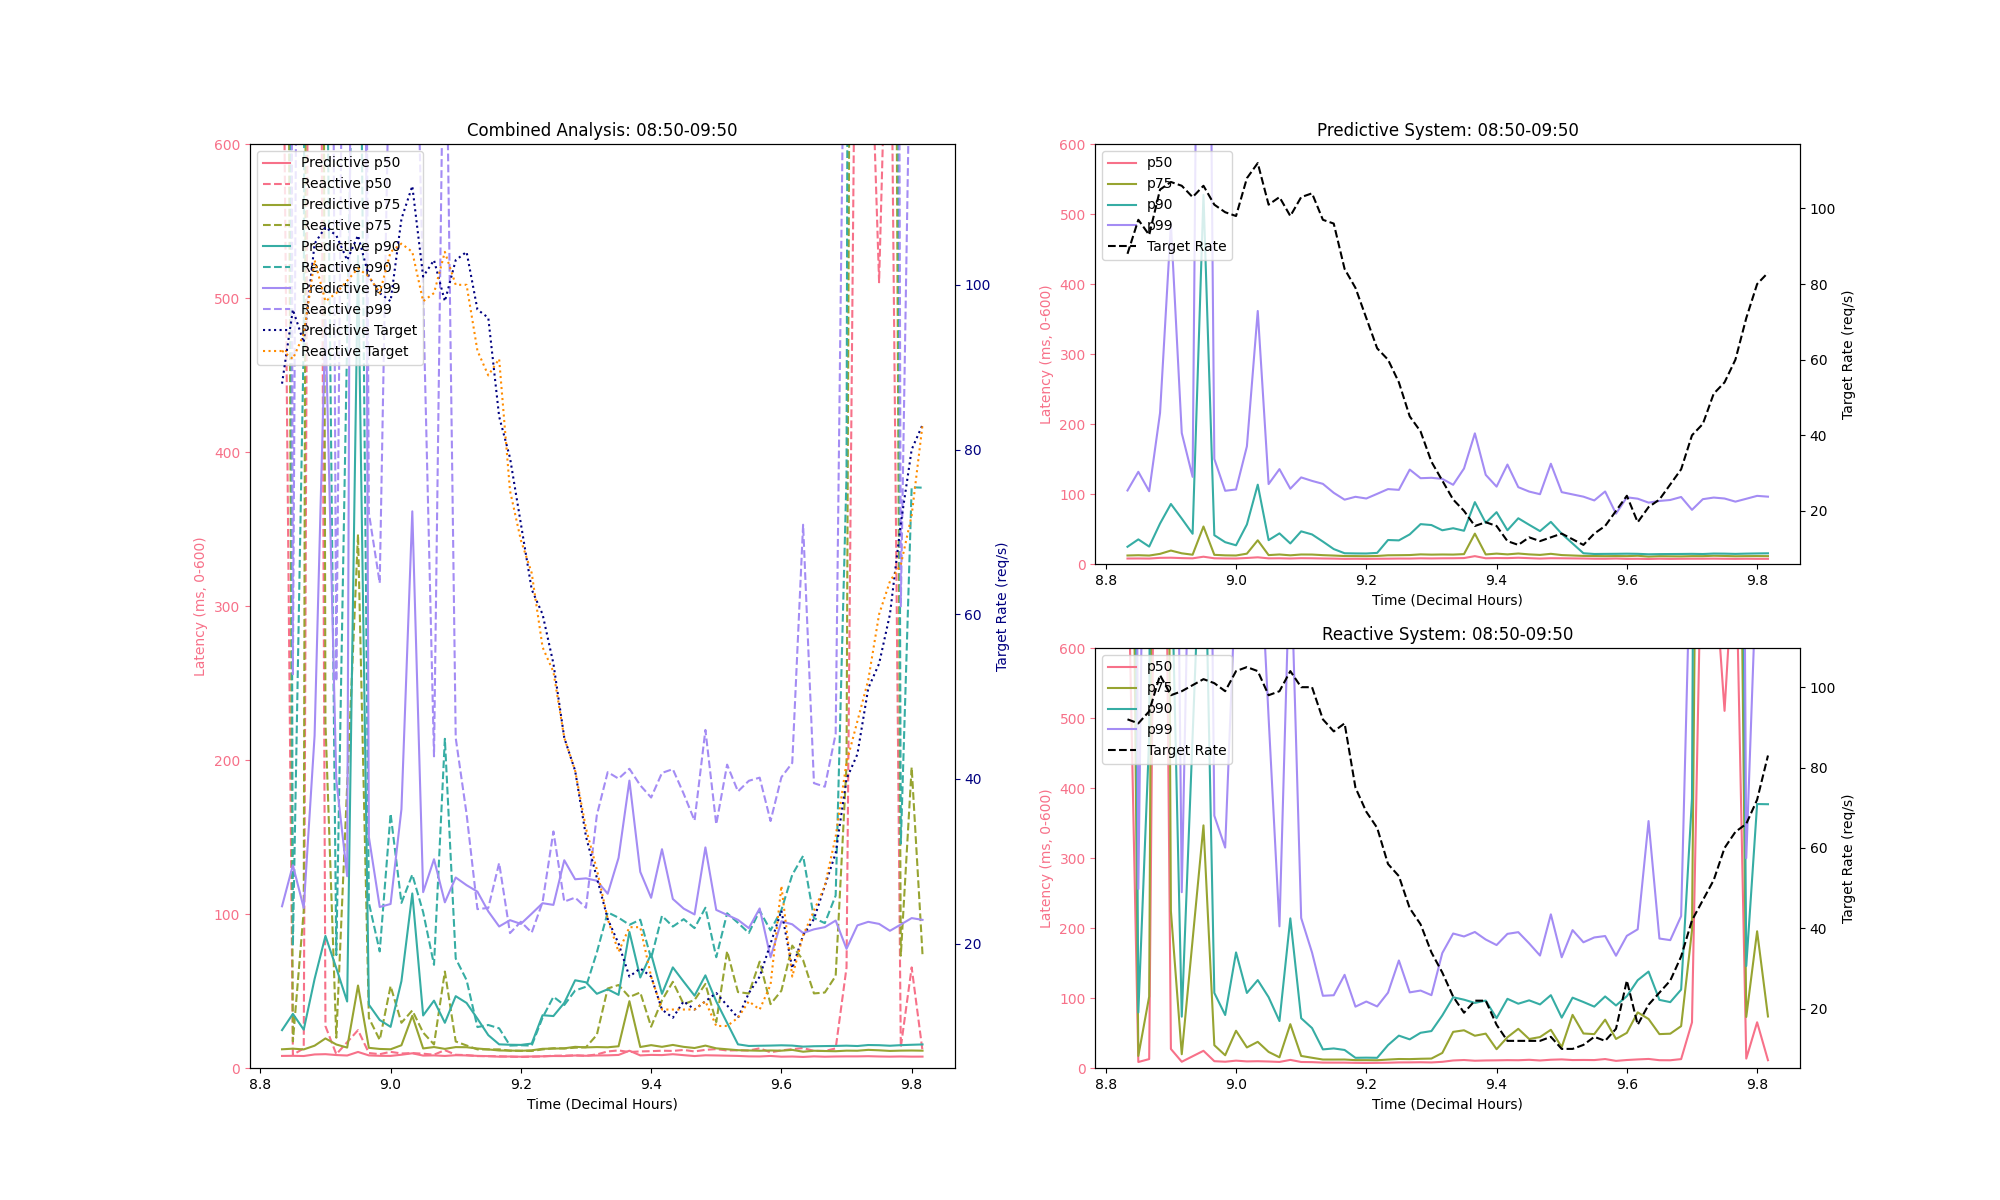 Combined Analysis: 08:50-09:50
Latency (ms, 0-600)
600
500
400
300
200
100
0
Predictive p50
Reactive p50
Predictive p75
Reactive p75
Predictive p90
Reactive p90
Predictive p99
Reactive p99
Predictive Target
Reactive Target
100
80
60
40
20
Target Rate (req/s)
8.8 9.0 9.2 9.4 9.6 9.8
Time (Decimal Hours)
Predictive System: 08:50-09:50
Latency (ms, 0-600)
600
500
400
300
200
100
0
p50
p75
p90
p99
Target Rate
100
80
60
40
20
Target Rate (req/s)
8.8 9.0 9.2 9.4 9.6 9.8
Time (Decimal Hours)
Reactive System: 08:50-09:50
Latency (ms, 0-600)
600
500
400
300
200
100
0
p50
p75
p90
p99
Target Rate
100
80
60
40
20
Target Rate (req/s)
8.8 9.0 9.2 9.4 9.6 9.8
Time (Decimal Hours)